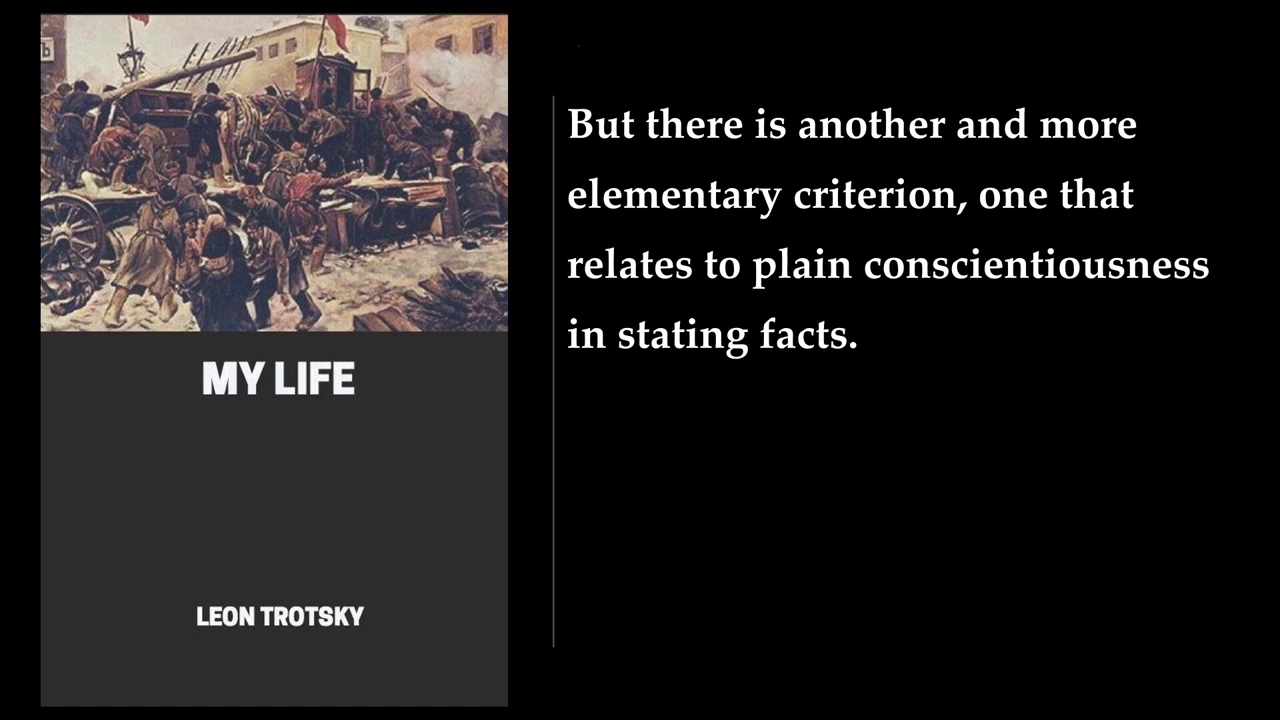 MY LIFE
LEON TROTSKY
But there is another and more
elementary criterion, one that
relates to plain conscientiousness
in stating facts.